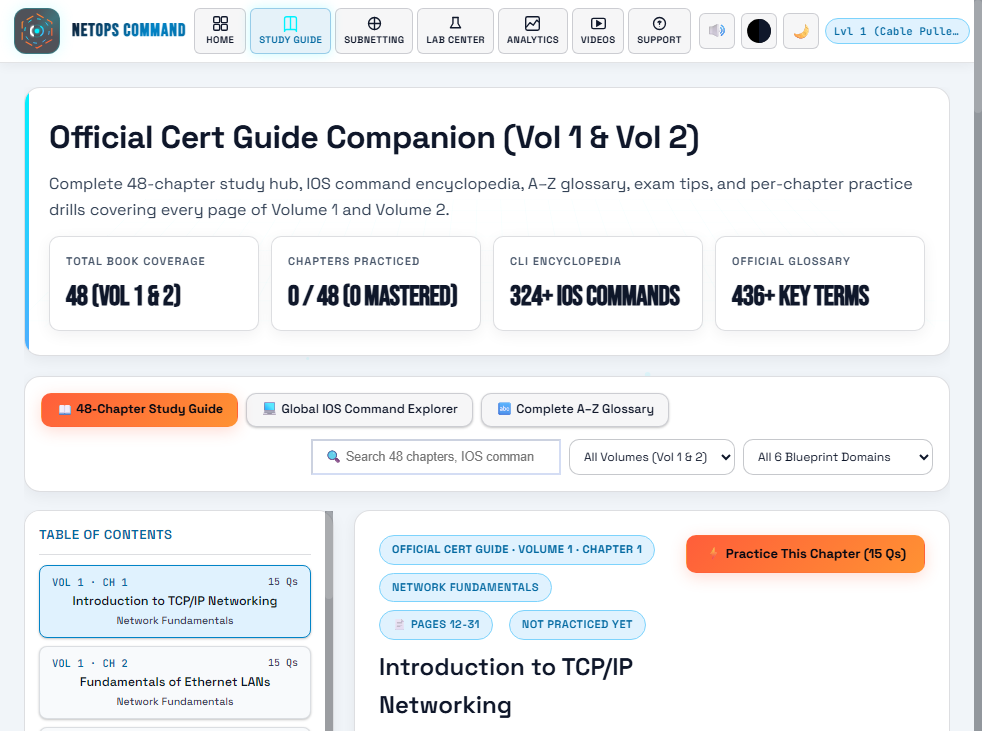 NETOPS COMMAND
HOME
STUDY GUIDE
SUBNETTING
LAB CENTER
ANALYTICS
VIDEOS
SUPPORT
Lvl 1 (Cable Pulle…
Official Cert Guide Companion (Vol 1 & Vol 2)
Complete 48-chapter study hub, IOS command encyclopedia, A–Z glossary, exam tips, and per-chapter practice
drills covering every page of Volume 1 and Volume 2.
TOTAL BOOK COVERAGE
48 (VOL 1 & 2)
CHAPTERS PRACTICED
0 / 48 (0 MASTERED)
CLI ENCYCLOPEDIA
324+ IOS COMMANDS
OFFICIAL GLOSSARY
436+ KEY TERMS
48-Chapter Study Guide
Global IOS Command Explorer
abc Complete A–Z Glossary
Search 48 chapters, IOS comman
All Volumes (Vol 1 & 2)
All 6 Blueprint Domains
TABLE OF CONTENTS
VOL 1 · CH 1
15 Qs
Introduction to TCP/IP Networking
Network Fundamentals
VOL 1 · CH 2
15 Qs
Fundamentals of Ethernet LANs
Network Fundamentals
OFFICIAL CERT GUIDE · VOLUME 1 · CHAPTER 1
NETWORK FUNDAMENTALS
PAGES 12-31
NOT PRACTICED YET
Practice This Chapter (15 Qs)
Introduction to TCP/IP
Networking